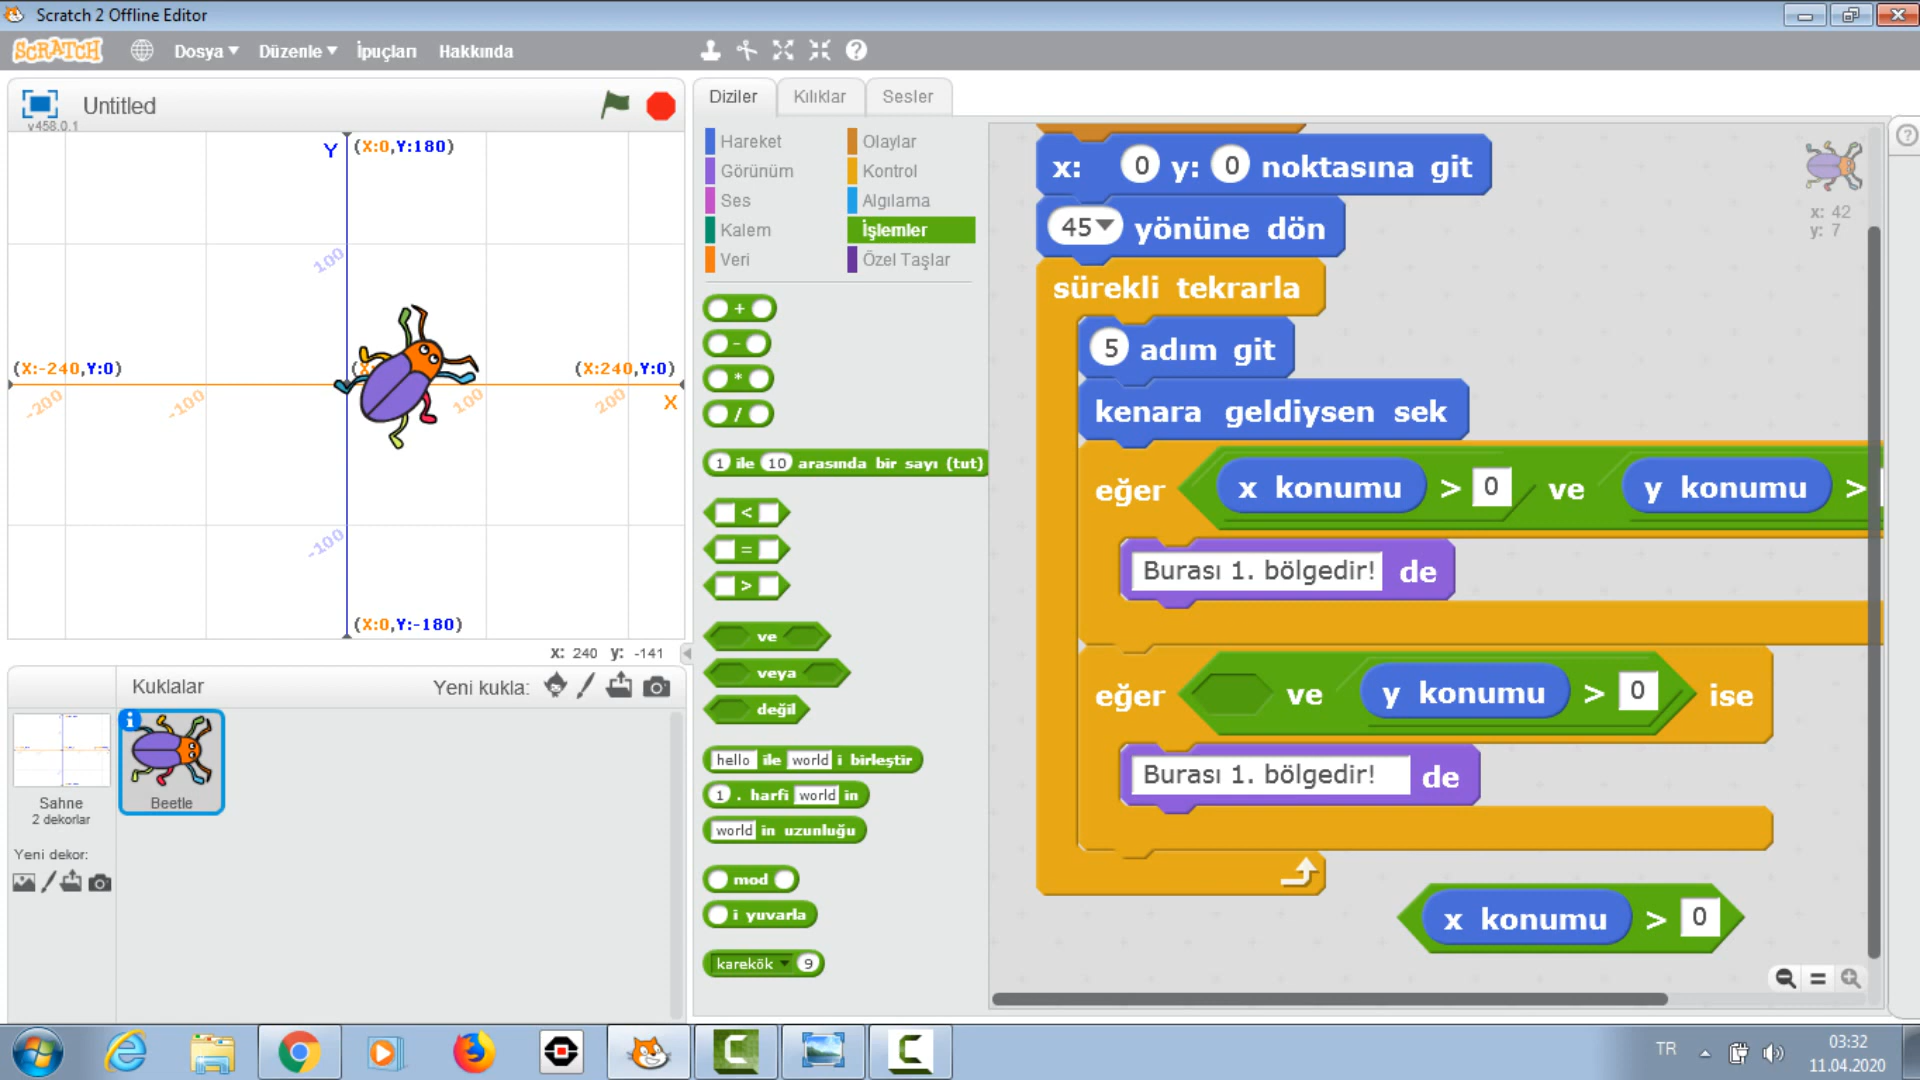 Scratch 2 Offline Editor
SCRATCH Dosya Düzenle İpuçları Hakkında
Untitled
v458.0.1
Y (X:0,Y:180)
100
(X:-240,Y:0) (X:240,Y:0)
-200 -100 100 200 X
-100
(X:0,Y:-180)
x: 240 y: -141
Kuklalar Yeni kukla:
Sahne
2 dekorlar
Beetle
Yeni dekor:
Diziler Kılıklar Sesler
Hareket Olaylar
Görünüm Kontrol
Ses Algılama
Kalem İşlemler
Veri Özel Taşlar
+
-
*
/
1 ile 10 arasında bir sayı (tut)
<
=
>
ve
veya
değil
hello ile world i birleştir
1 . harfi world in
world in uzunluğu
mod
i yuvarla
karekök 9
x: 0 y: 0 noktasına git
45 yönüne dön
sürekli tekrarla
5 adım git
kenara geldiysen sek
eğer x konumu > 0 ve y konumu >
Burası 1. bölgedir! de
eğer ve y konumu > 0 ise
Burası 1. bölgedir! de
x konumu > 0
x: 42
y: 7
TR
03:32
11.04.2020